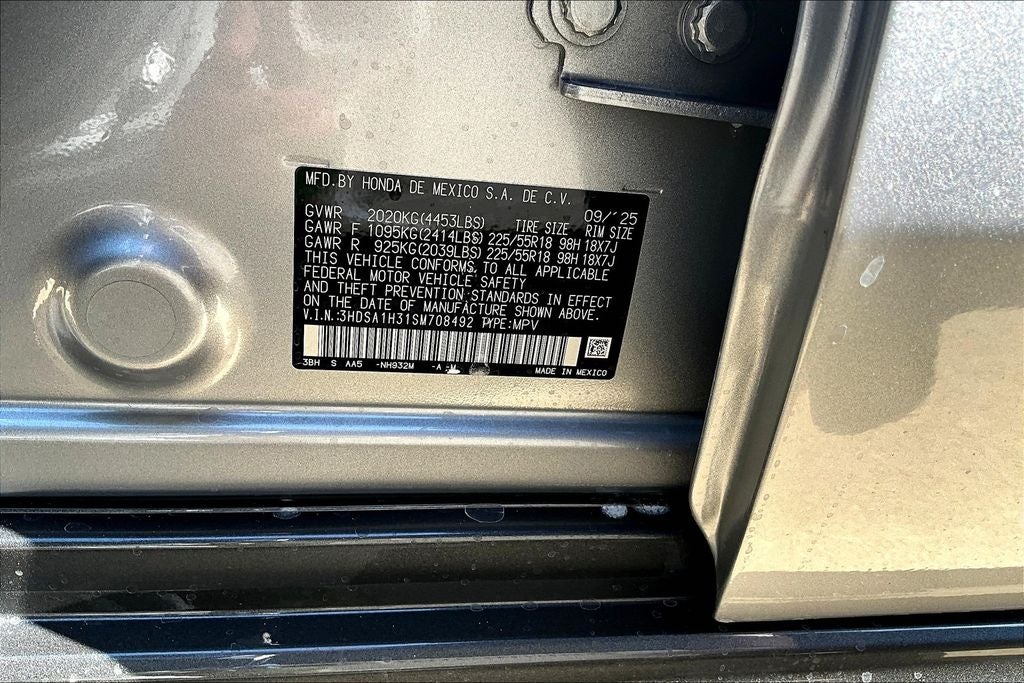 MFD.BY HONDA DE MEXICO S.A. DE C.V.
09/'25
GVWR 2020KG(4453LBS) TIRE SIZE RIM SIZE
GAWR F 1095KG(2414LBS) 225/55R18 98H 18X7J
GAWR R 925KG(2039LBS) 225/55R18 98H 18X7J
THIS VEHICLE CONFORMS TO ALL APPLICABLE
FEDERAL MOTOR VEHICLE SAFETY
AND THEFT PREVENTION STANDARDS IN EFFECT
ON THE DATE OF MANUFACTURE SHOWN ABOVE.
V.I.N.:3HDSA1H31SM708492 TYPE:MPV
3BH S AA5 -NH932M -A
MADE IN MEXICO